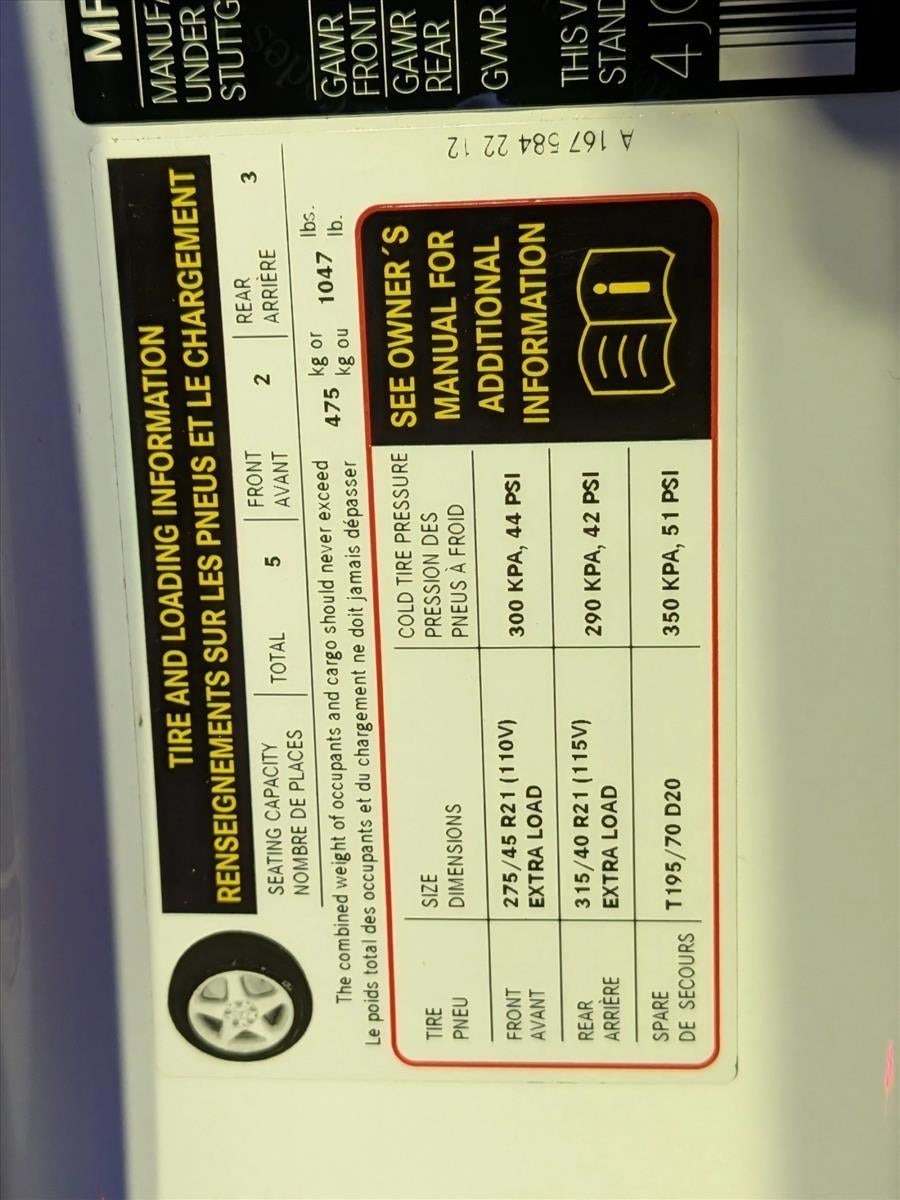 MF
MANUFA
UNDER
STUTTG
GAWR
FRONT
GAWR
REAR
GVWR
THIS V
STAND
4 JG
TIRE AND LOADING INFORMATION
RENSEIGNEMENTS SUR LES PNEUS ET LE CHARGEMENT
SEATING CAPACITY
NOMBRE DE PLACES
TOTAL 5
FRONT
AVANT
2
REAR
ARRIÈRE
3
The combined weight of occupants and cargo should never exceed 475 kg or 1047 lbs.
Le poids total des occupants et du chargement ne doit jamais dépasser kg ou lb.
TIRE
PNEU
SIZE
DIMENSIONS
COLD TIRE PRESSURE
PRESSION DES
PNEUS À FROID
FRONT
AVANT
275/45 R21 (110V)
EXTRA LOAD
300 KPA, 44 PSI
REAR
ARRIÈRE
315/40 R21 (115V)
EXTRA LOAD
290 KPA, 42 PSI
SPARE
DE SECOURS
T195/70 D20
350 KPA, 51 PSI
SEE OWNER´S
MANUAL FOR
ADDITIONAL
INFORMATION
A 167 584 22 12